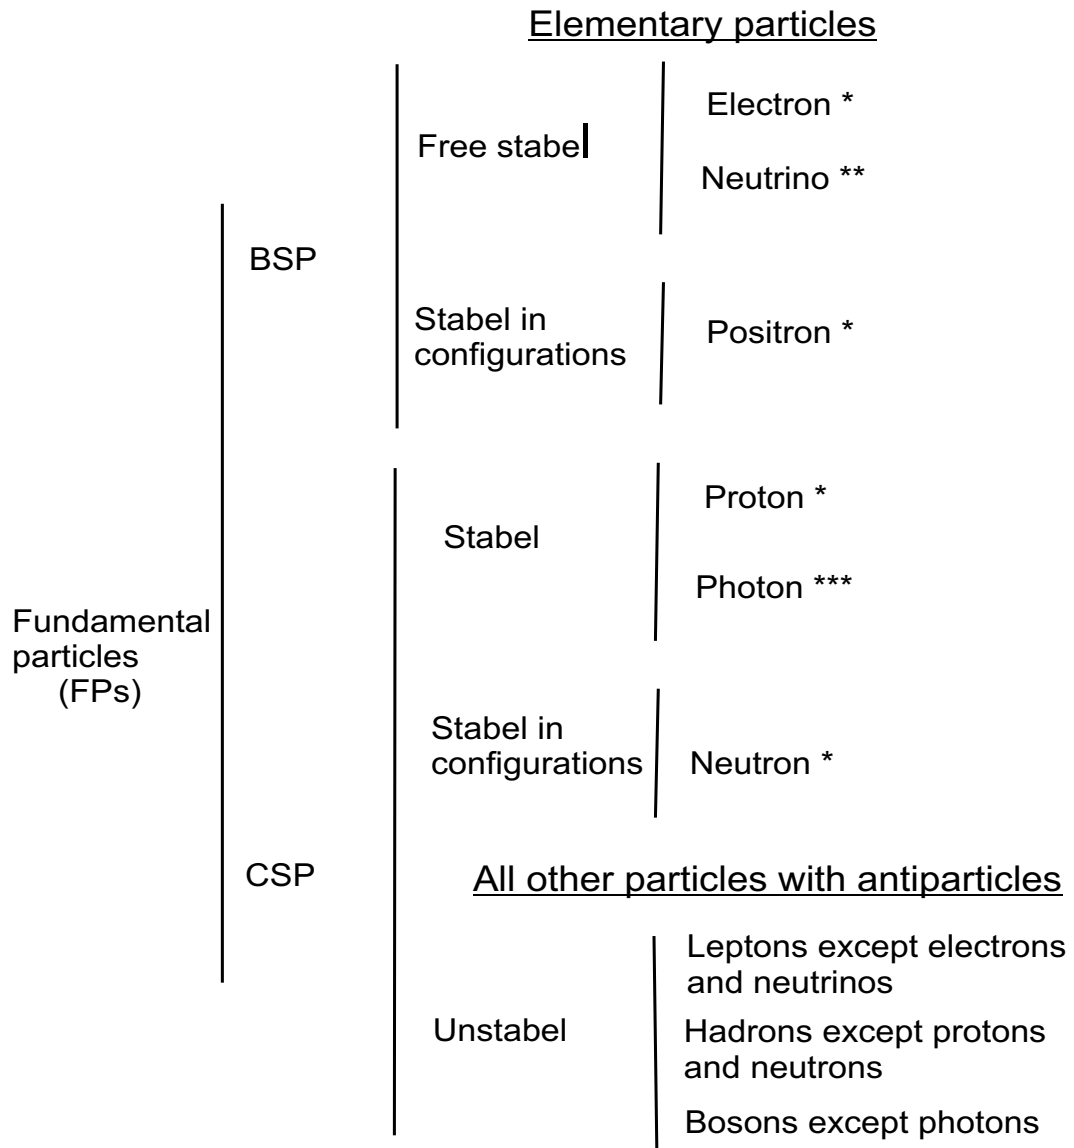 Elementary particles
Electron *
Free stabel
Neutrino **
BSP
Stabel in
configurations
Positron *
Proton *
Stabel
Photon ***
Fundamental
particles
(FPs)
Stabel in
configurations
Neutron *
CSP
All other particles with antiparticles
Leptons except electrons
and neutrinos
Unstabel
Hadrons except protons
and neutrons
Bosons except photons